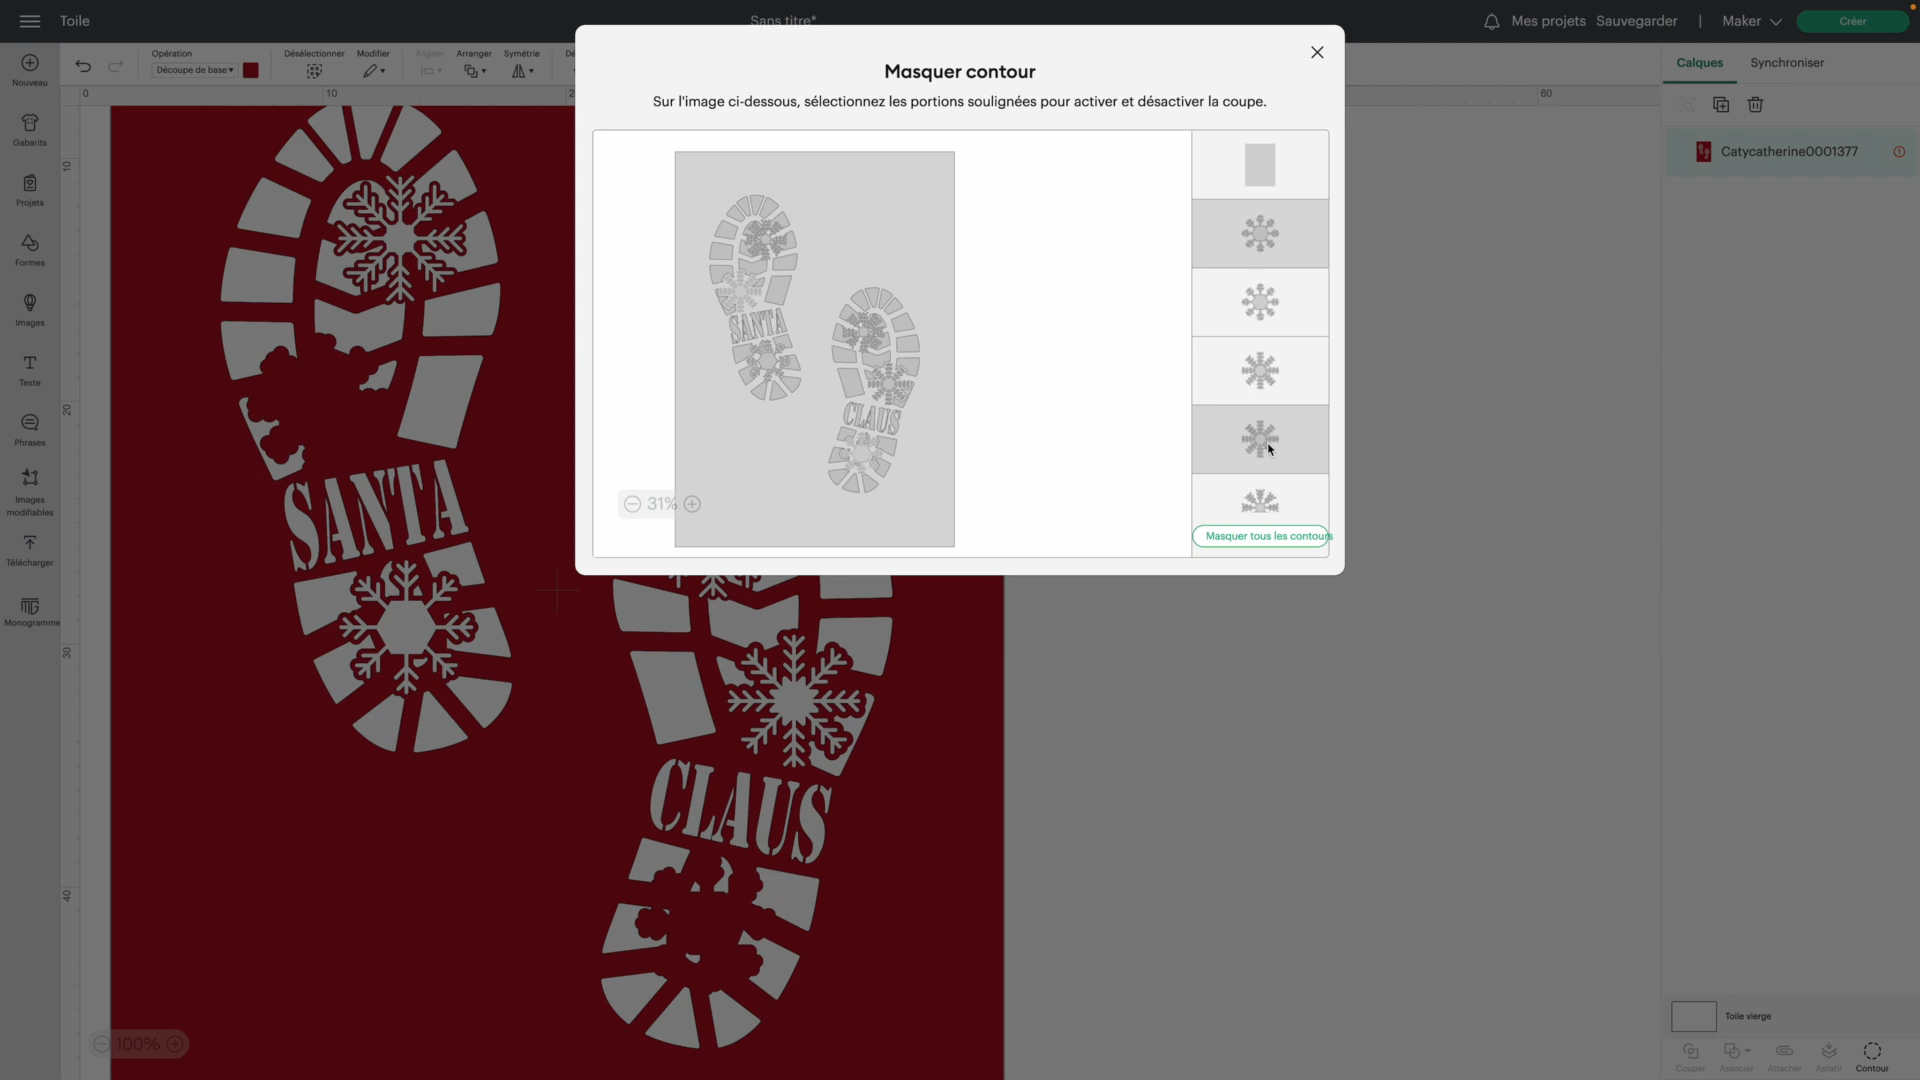 Toile
Sans titre*
Mes projets
Sauvegarder
|
Maker
Créer
Nouveau
Gabarits
Projets
Formes
Images
Texte
Phrases
Images
modifiables
Télécharger
Monogramme
Opération
Découpe de base
Désélectionner
Modifier
Aligner
Arranger
Symétrie
0
10
60
10
20
30
40
Masquer contour
Sur l'image ci-dessous, sélectionnez les portions soulignées pour activer et désactiver la coupe.
SANTA
CLAUS
31%
Masquer tous les contours
SANTA
CLAUS
100%
Calques
Synchroniser
Catycatherine0001377
Toile vierge
Couper
Associer
Attacher
Aplatir
Contour